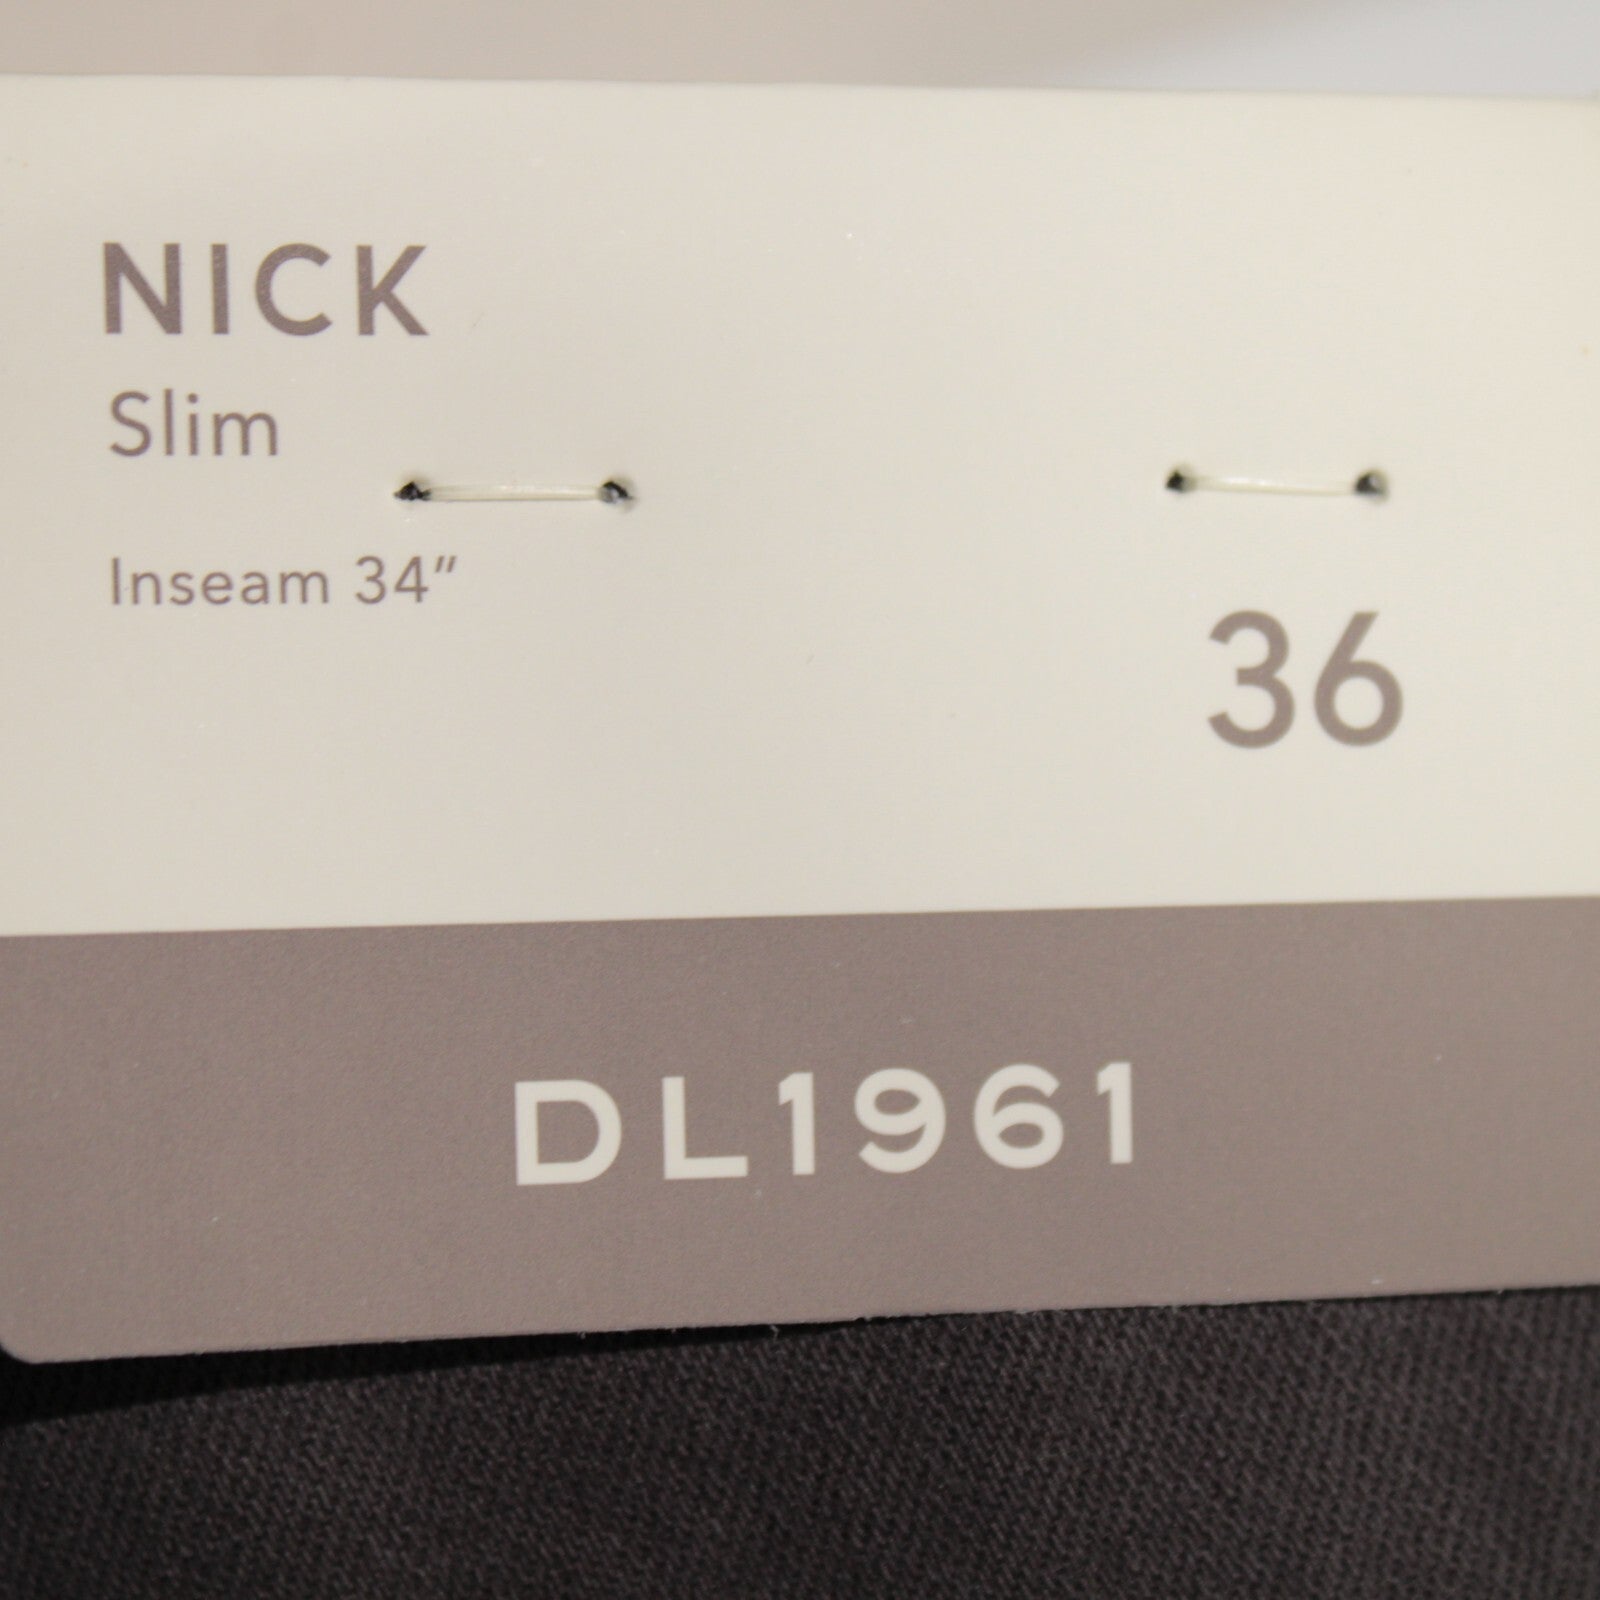 NICK
Slim
Inseam 34"
36
DL1961